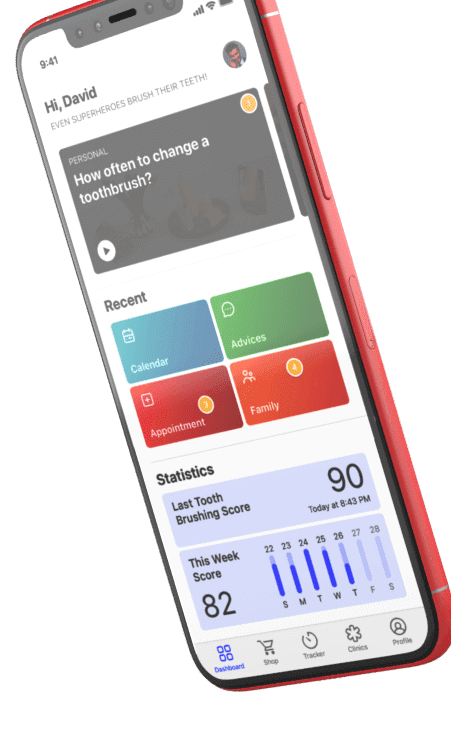 9:41
Hi, David
EVEN SUPERHEROES BRUSH THEIR TEETH!
PERSONAL
How often to change a
toothbrush?
Recent
Calendar
Advices
Appointment
3
Family
4
Statistics
Last Tooth
Brushing Score
90
Today at 8:43 PM
This Week
Score
82
22 23 24 25 26 27 28
S M T W T F S
Dashboard
Shop
Tracker
Clinics
Profile